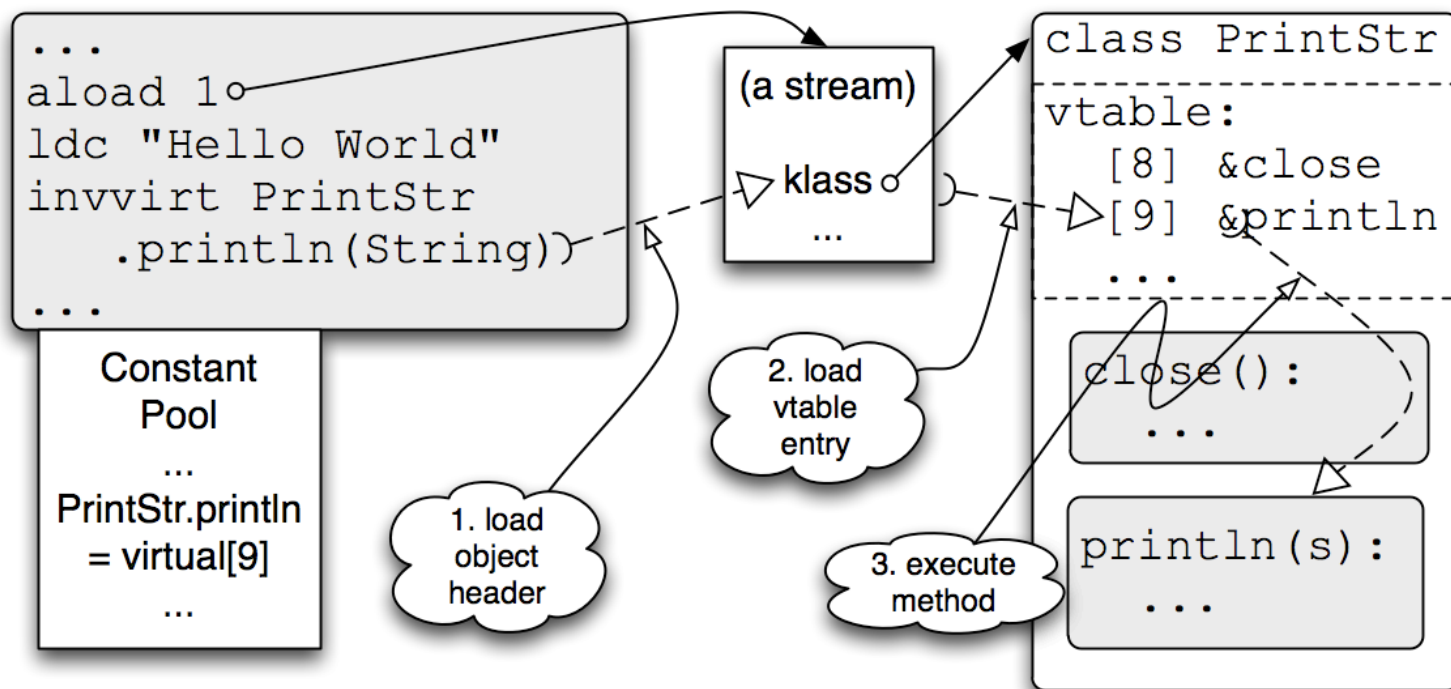 ...
aload 1
ldc "Hello World"
invvirt PrintStr
.println(String)
...
Constant
Pool
...
PrintStr.println
= virtual[9]
...
1. load
object
header
(a stream)
klass
...
2. load
vtable
entry
3. execute
method
class PrintStr
vtable:
[8] &close
[9] &println
...
close():
...
println(s):
...